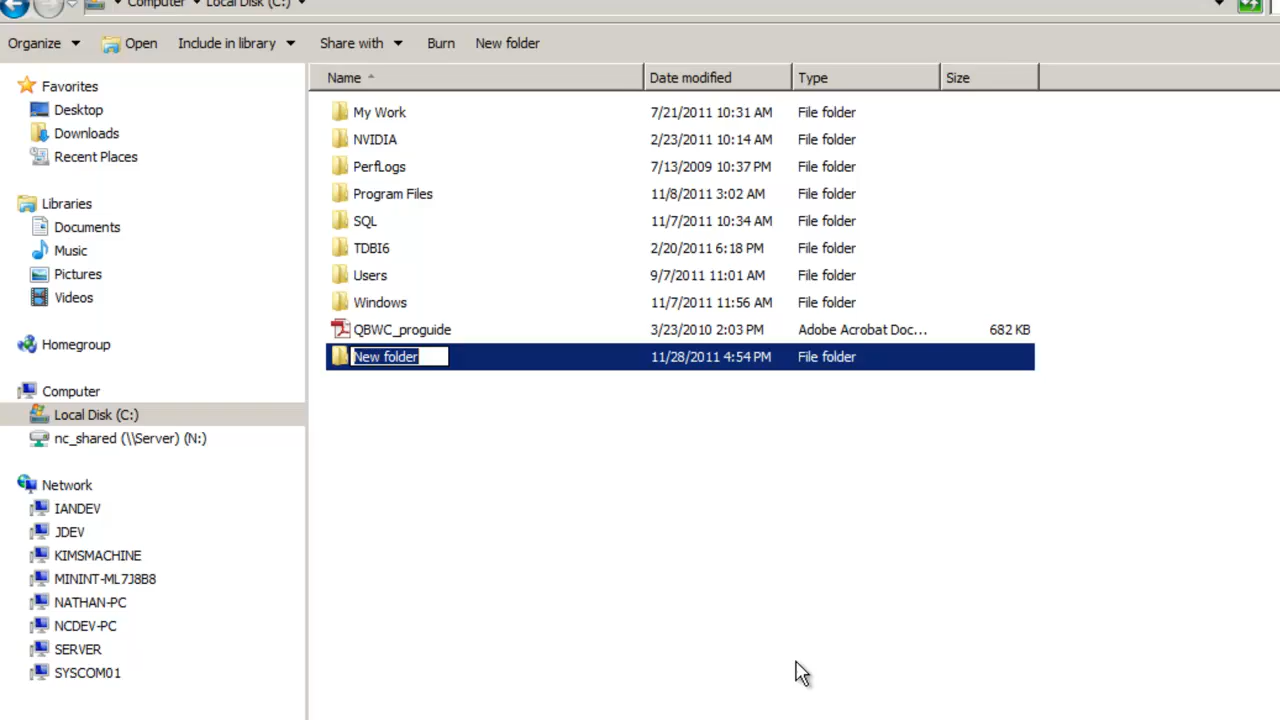 Computer Local Disk (C:)
Organize Open Include in library Share with Burn New folder
Name Date modified Type Size
Favorites
Desktop
Downloads
Recent Places
Libraries
Documents
Music
Pictures
Videos
Homegroup
Computer
Local Disk (C:)
nc_shared (\\Server) (N:)
Network
IANDEV
JDEV
KIMSMACHINE
MININT-ML7J8B8
NATHAN-PC
NCDEV-PC
SERVER
SYSCOM01
My Work 7/21/2011 10:31 AM File folder
NVIDIA 2/23/2011 10:14 AM File folder
PerfLogs 7/13/2009 10:37 PM File folder
Program Files 11/8/2011 3:02 AM File folder
SQL 11/7/2011 10:34 AM File folder
TDBI6 2/20/2011 6:18 PM File folder
Users 9/7/2011 11:01 AM File folder
Windows 11/7/2011 11:56 AM File folder
QBWC_proguide 3/23/2010 2:03 PM Adobe Acrobat Doc... 682 KB
New folder 11/28/2011 4:54 PM File folder